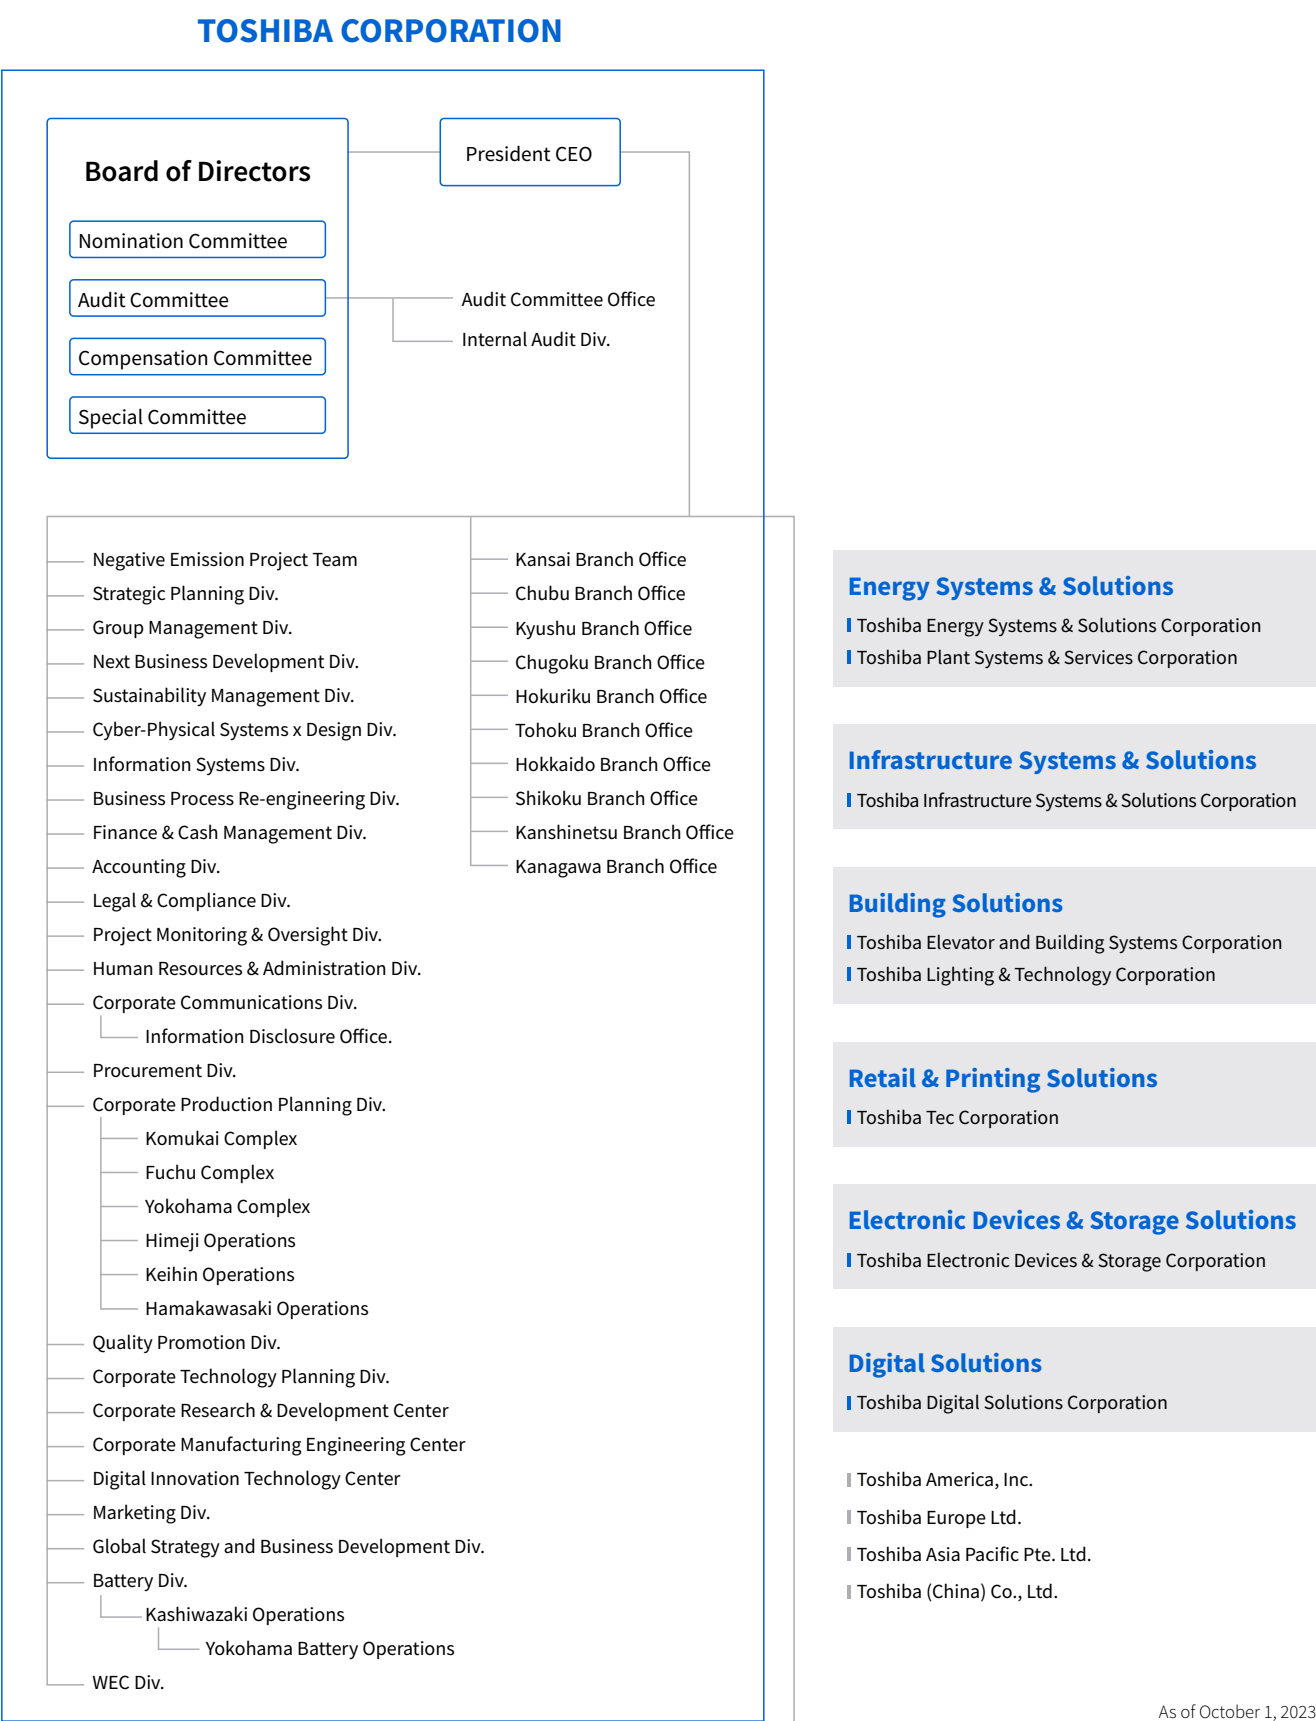 TOSHIBA CORPORATION
Board of Directors
Nomination Committee
Audit Committee
Compensation Committee
Special Committee
President CEO
Audit Committee Office
Internal Audit Div.
Negative Emission Project Team
Strategic Planning Div.
Group Management Div.
Next Business Development Div.
Sustainability Management Div.
Cyber-Physical Systems x Design Div.
Information Systems Div.
Business Process Re-engineering Div.
Finance & Cash Management Div.
Accounting Div.
Legal & Compliance Div.
Project Monitoring & Oversight Div.
Human Resources & Administration Div.
Corporate Communications Div.
Information Disclosure Office.
Procurement Div.
Corporate Production Planning Div.
Komukai Complex
Fuchu Complex
Yokohama Complex
Himeji Operations
Keihin Operations
Hamakawasaki Operations
Quality Promotion Div.
Corporate Technology Planning Div.
Corporate Research & Development Center
Corporate Manufacturing Engineering Center
Digital Innovation Technology Center
Marketing Div.
Global Strategy and Business Development Div.
Battery Div.
Kashiwazaki Operations
Yokohama Battery Operations
WEC Div.
Kansai Branch Office
Chubu Branch Office
Kyushu Branch Office
Chugoku Branch Office
Hokuriku Branch Office
Tohoku Branch Office
Hokkaido Branch Office
Shikoku Branch Office
Kanshinetsu Branch Office
Kanagawa Branch Office
Energy Systems & Solutions
Toshiba Energy Systems & Solutions Corporation
Toshiba Plant Systems & Services Corporation
Infrastructure Systems & Solutions
Toshiba Infrastructure Systems & Solutions Corporation
Building Solutions
Toshiba Elevator and Building Systems Corporation
Toshiba Lighting & Technology Corporation
Retail & Printing Solutions
Toshiba Tec Corporation
Electronic Devices & Storage Solutions
Toshiba Electronic Devices & Storage Corporation
Digital Solutions
Toshiba Digital Solutions Corporation
Toshiba America, Inc.
Toshiba Europe Ltd.
Toshiba Asia Pacific Pte. Ltd.
Toshiba (China) Co., Ltd.
As of October 1, 2023